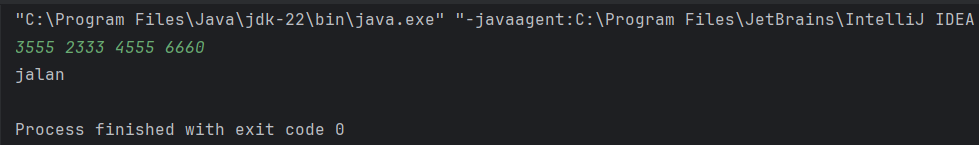 "C:\Program Files\Java\jdk-22\bin\java.exe" "-javaagent:C:\Program Files\JetBrains\IntelliJ IDEA
3555 2333 4555 6660
jalan
Process finished with exit code 0